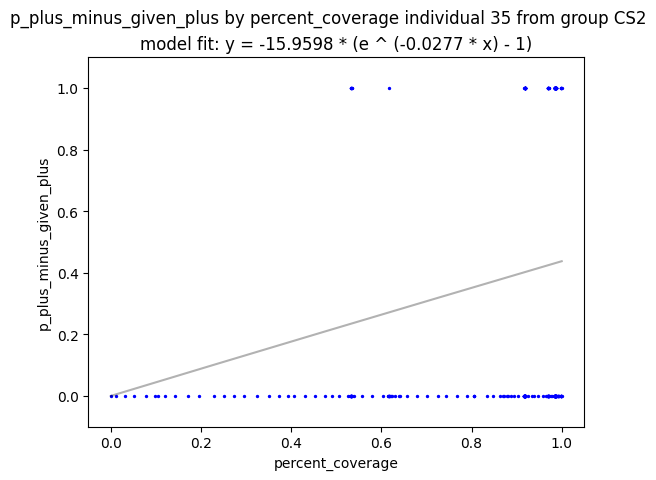 p_plus_minus_given_plus by percent_coverage individual 35 from group CS2
model fit: y = -15.9598 * (e ^ (-0.0277 * x) - 1)
1.0
0.8
0.6
0.4
0.2
0.0
p_plus_minus_given_plus
0.0 0.2 0.4 0.6 0.8 1.0
percent_coverage